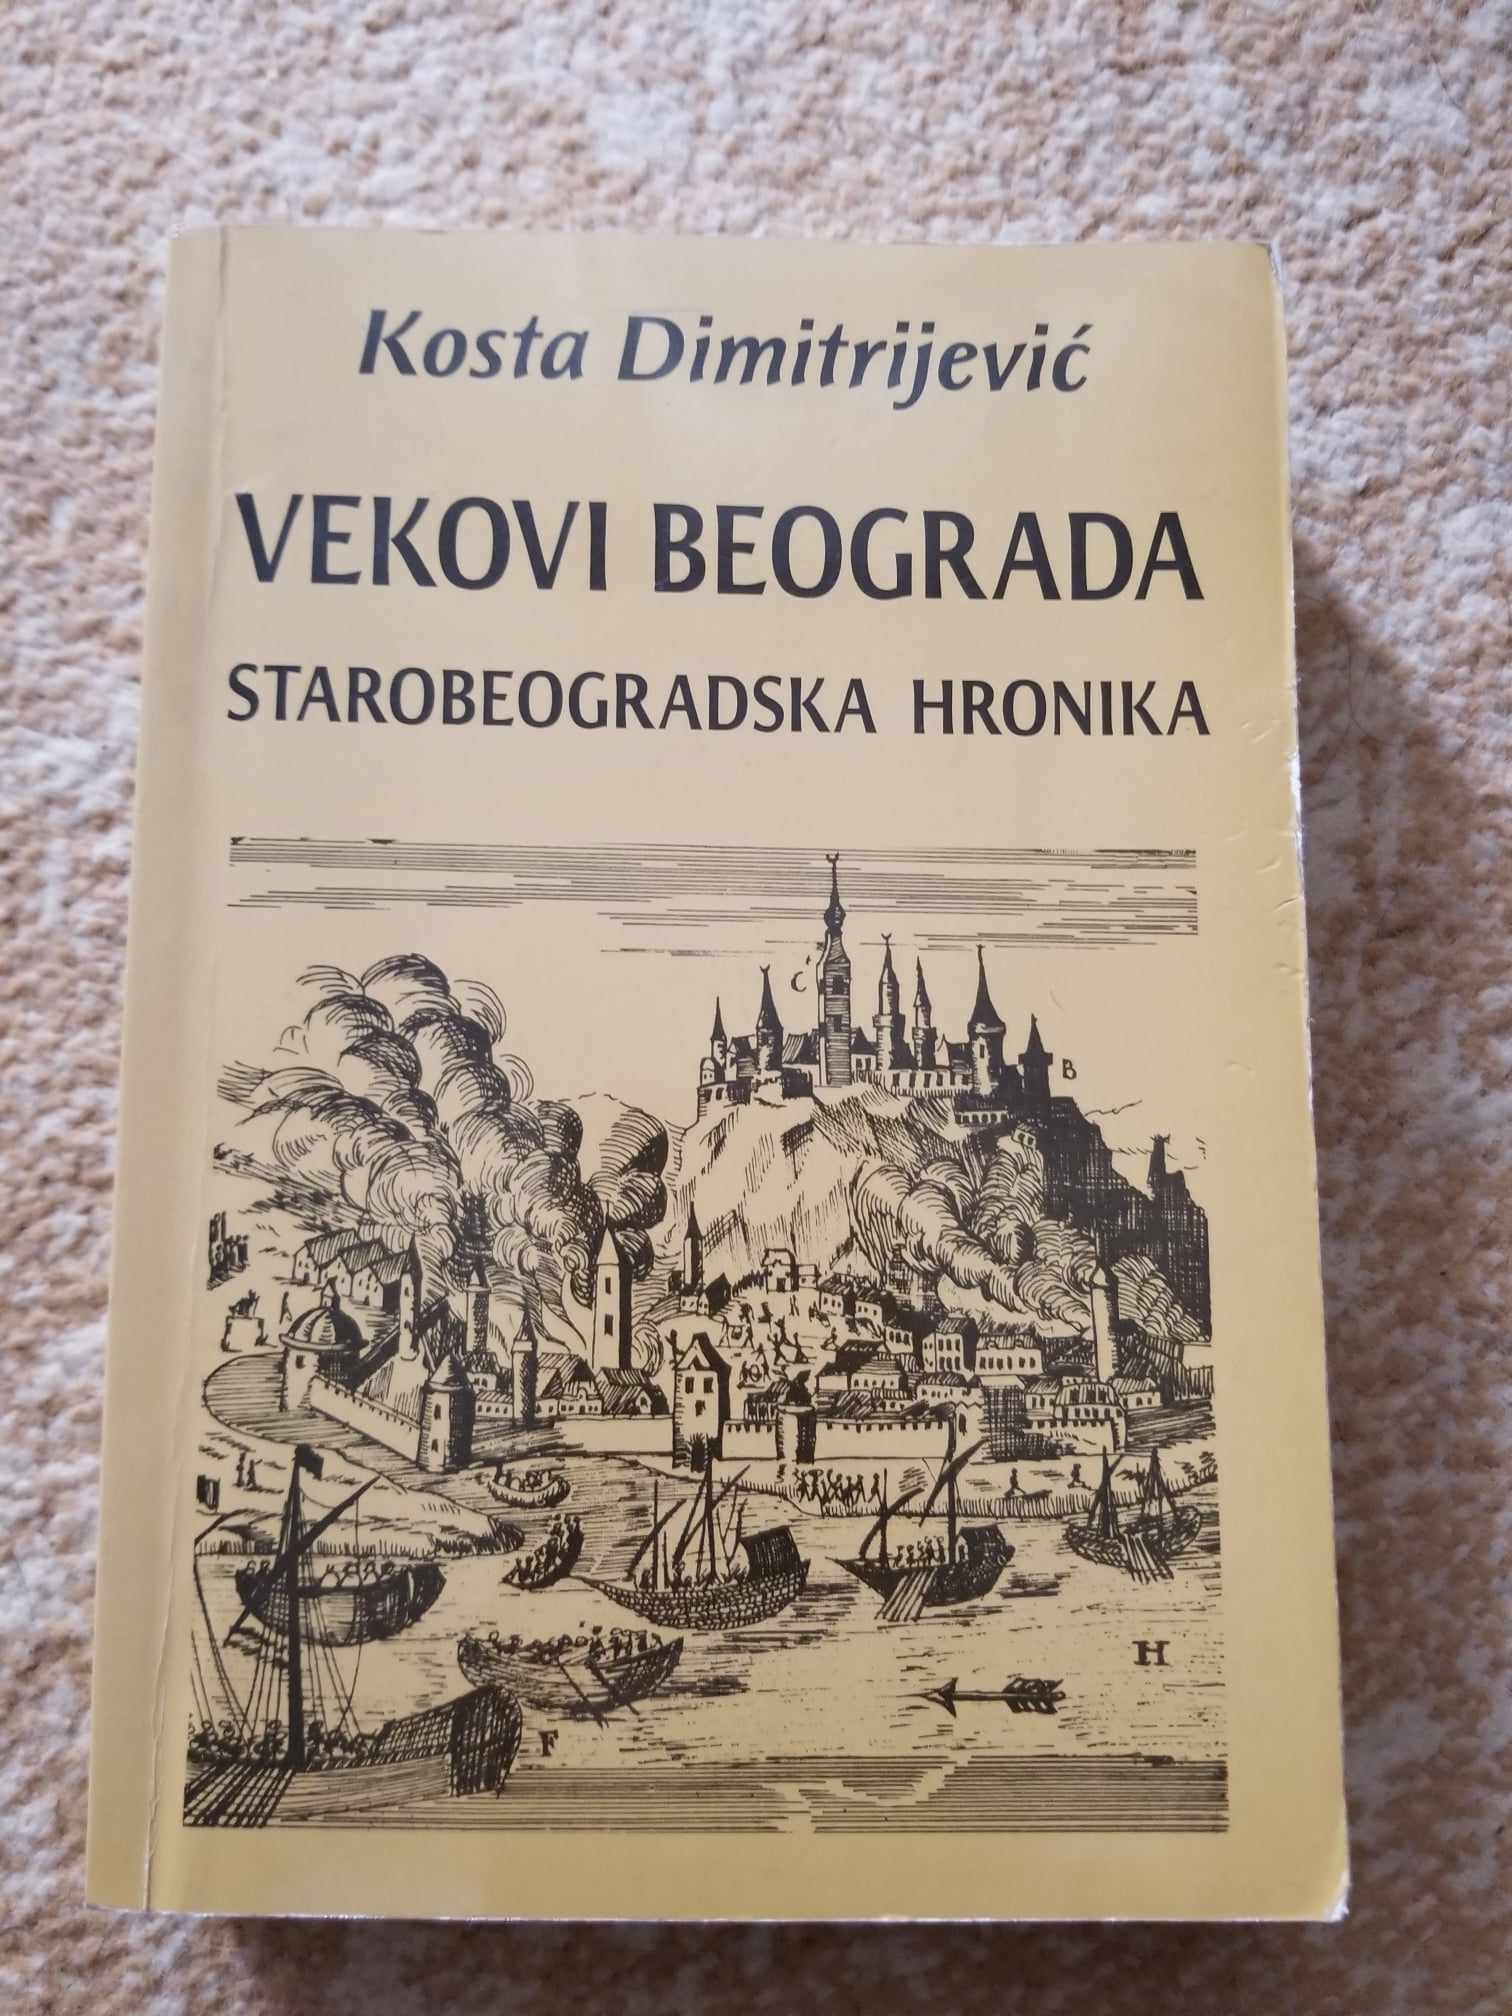 Kosta Dimitrijević
VEKOVI BEOGRADA
STAROBEOGRADSKA HRONIKA
C
B
A
H
F